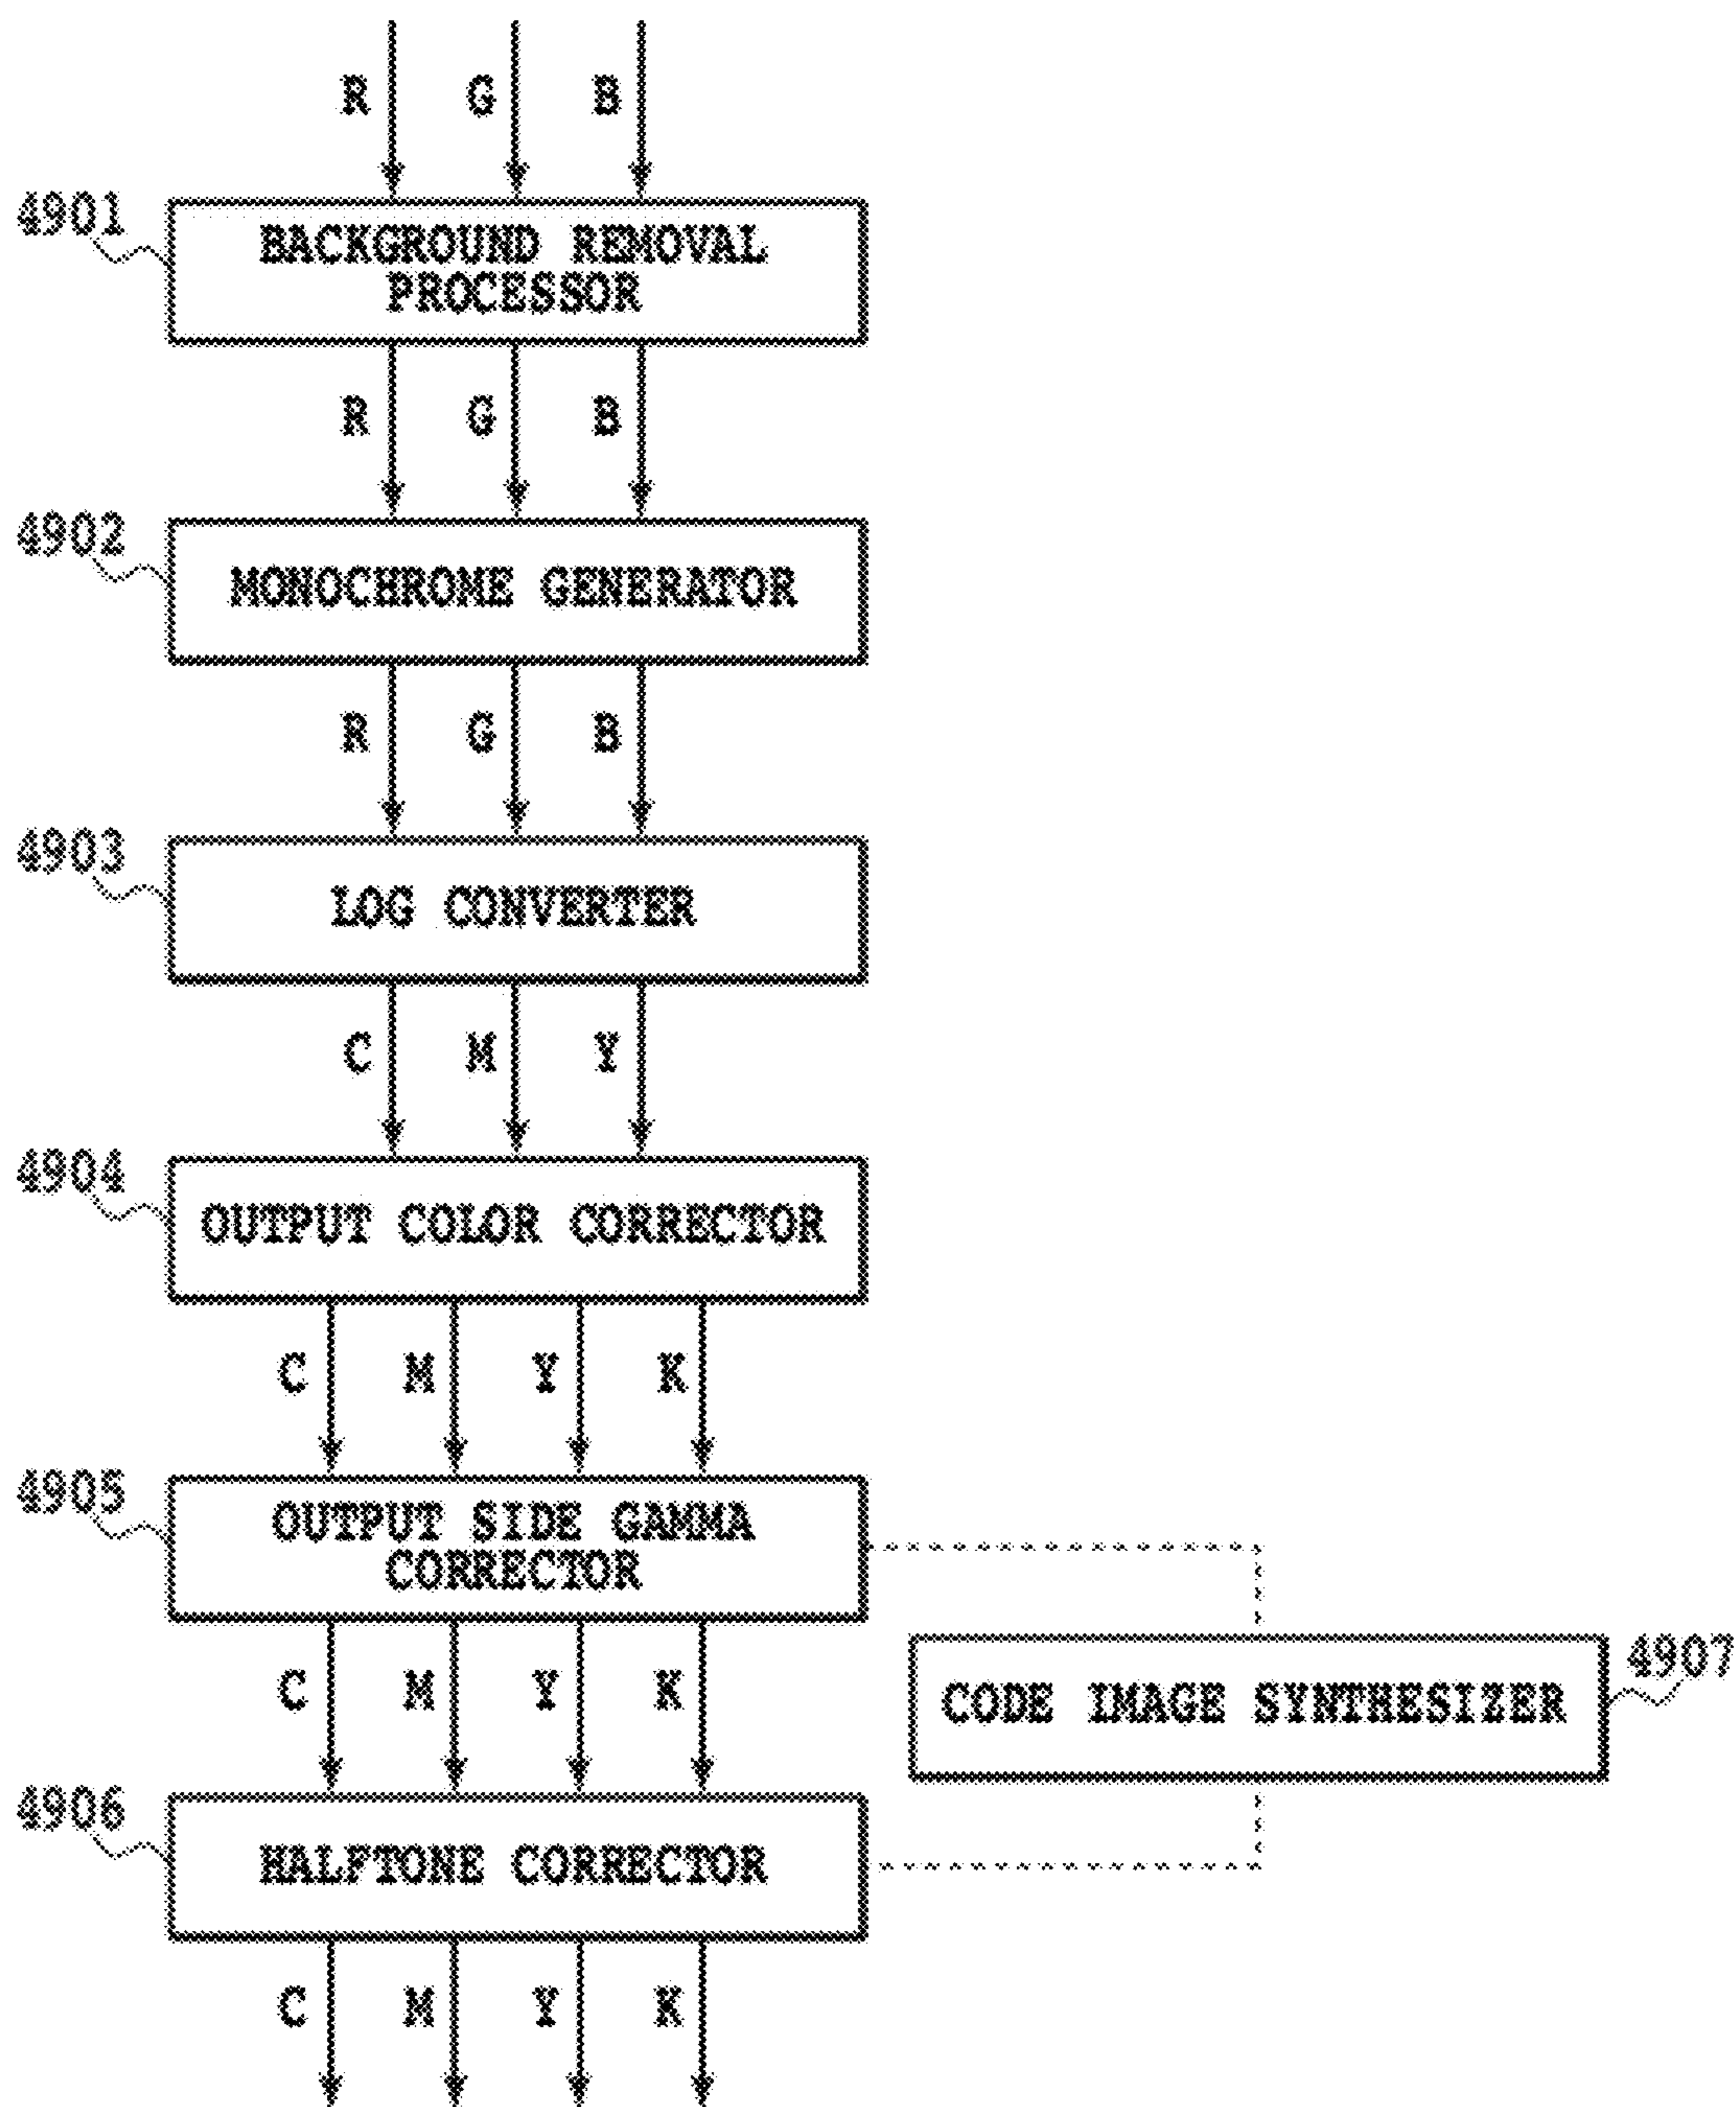 R G B
4901
BACKGROUND REMOVAL
PROCESSOR
R G B
4902
MONOCHROME GENERATOR
R G B
4903
LOG CONVERTER
C M Y
4904
OUTPUT COLOR CORRECTOR
C M Y K
4905
OUTPUT SIDE GAMMA
CORRECTOR
C M Y K
4907
CODE IMAGE SYNTHESIZER
4906
HALFTONE CORRECTOR
C M Y K